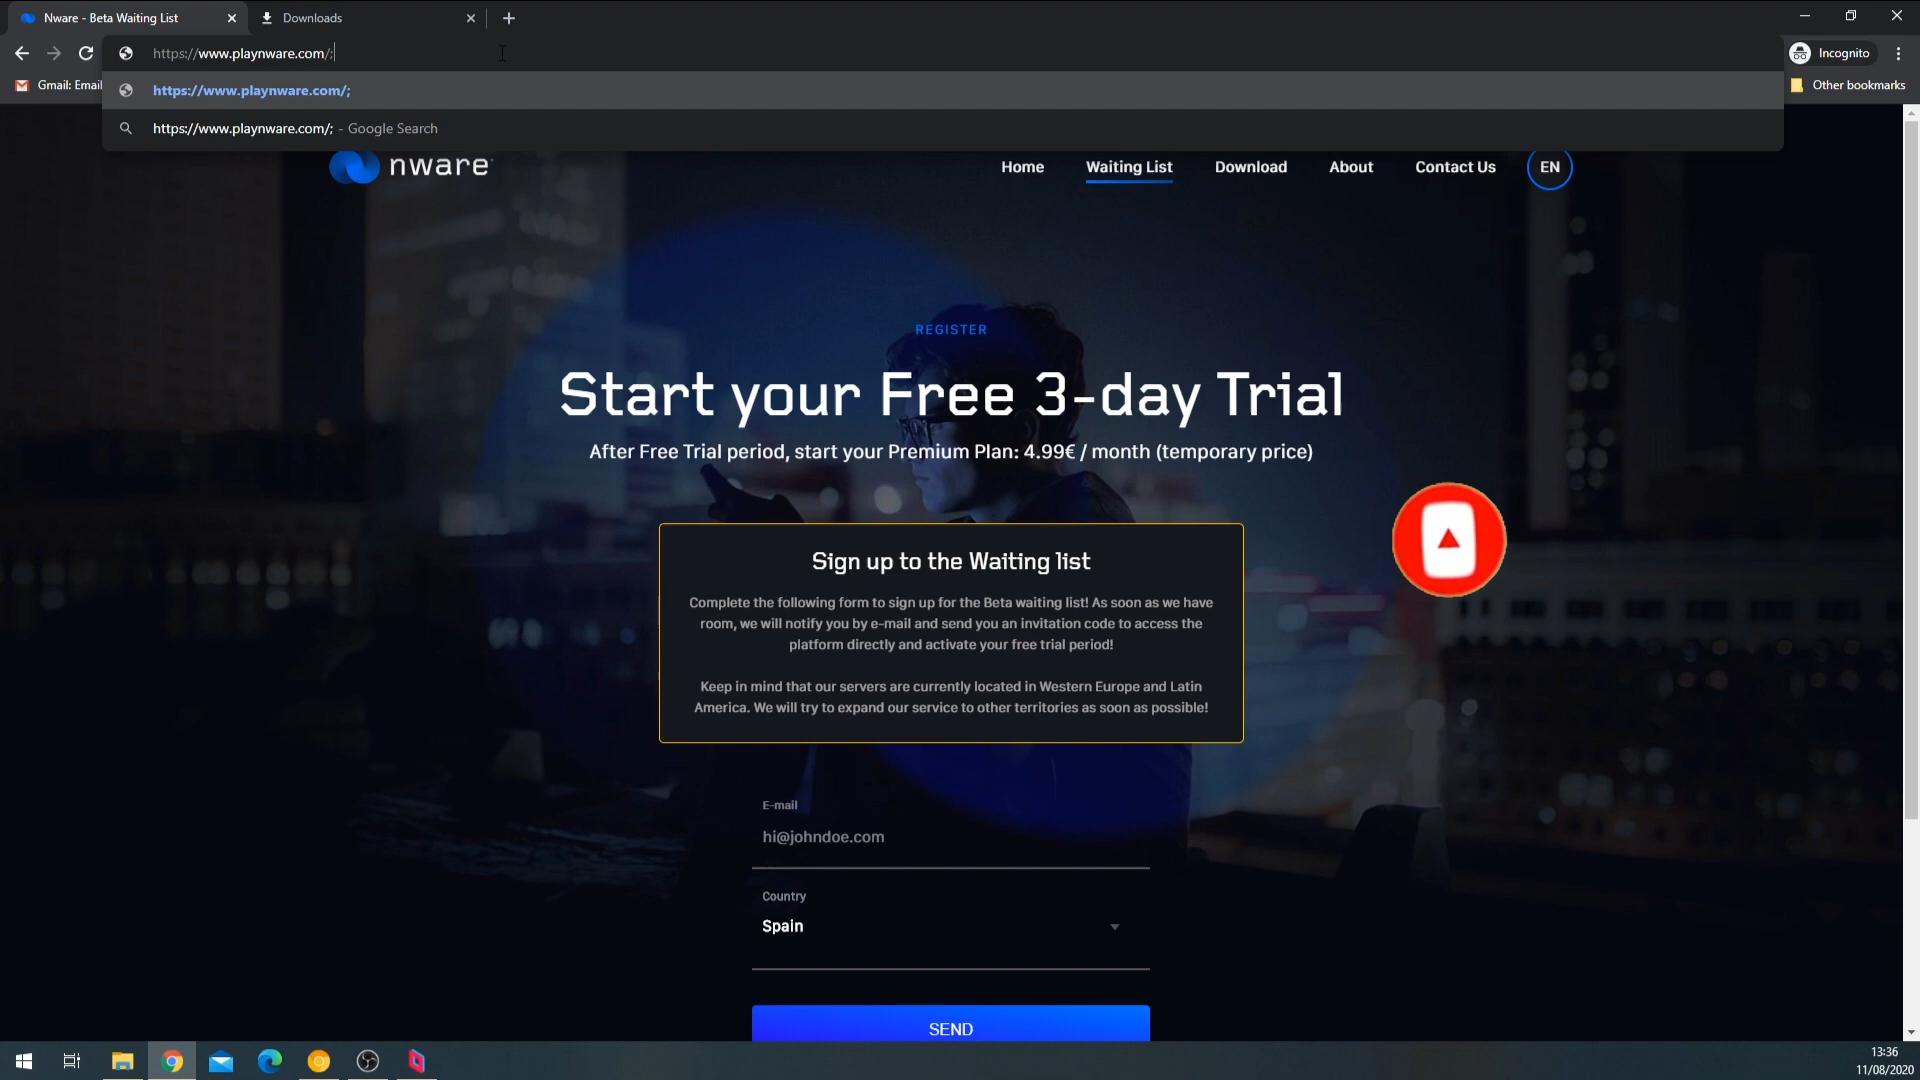 Nware - Beta Waiting List
Downloads
https://www.playnware.com/;
Incognito
Gmail: Email
https://www.playnware.com/;
Other bookmarks
https://www.playnware.com/; - Google Search
nware
Home
Waiting List
Download
About
Contact Us
EN
REGISTER
Start your Free 3-day Trial
After Free Trial period, start your Premium Plan: 4.99€ / month (temporary price)
Sign up to the Waiting list
Complete the following form to sign up for the Beta waiting list! As soon as we have
room, we will notify you by e-mail and send you an invitation code to access the
platform directly and activate your free trial period!
Keep in mind that our servers are currently located in Western Europe and Latin
America. We will try to expand our service to other territories as soon as possible!
E-mail
hi@johndoe.com
Country
Spain
SEND
13:36
11/08/2020